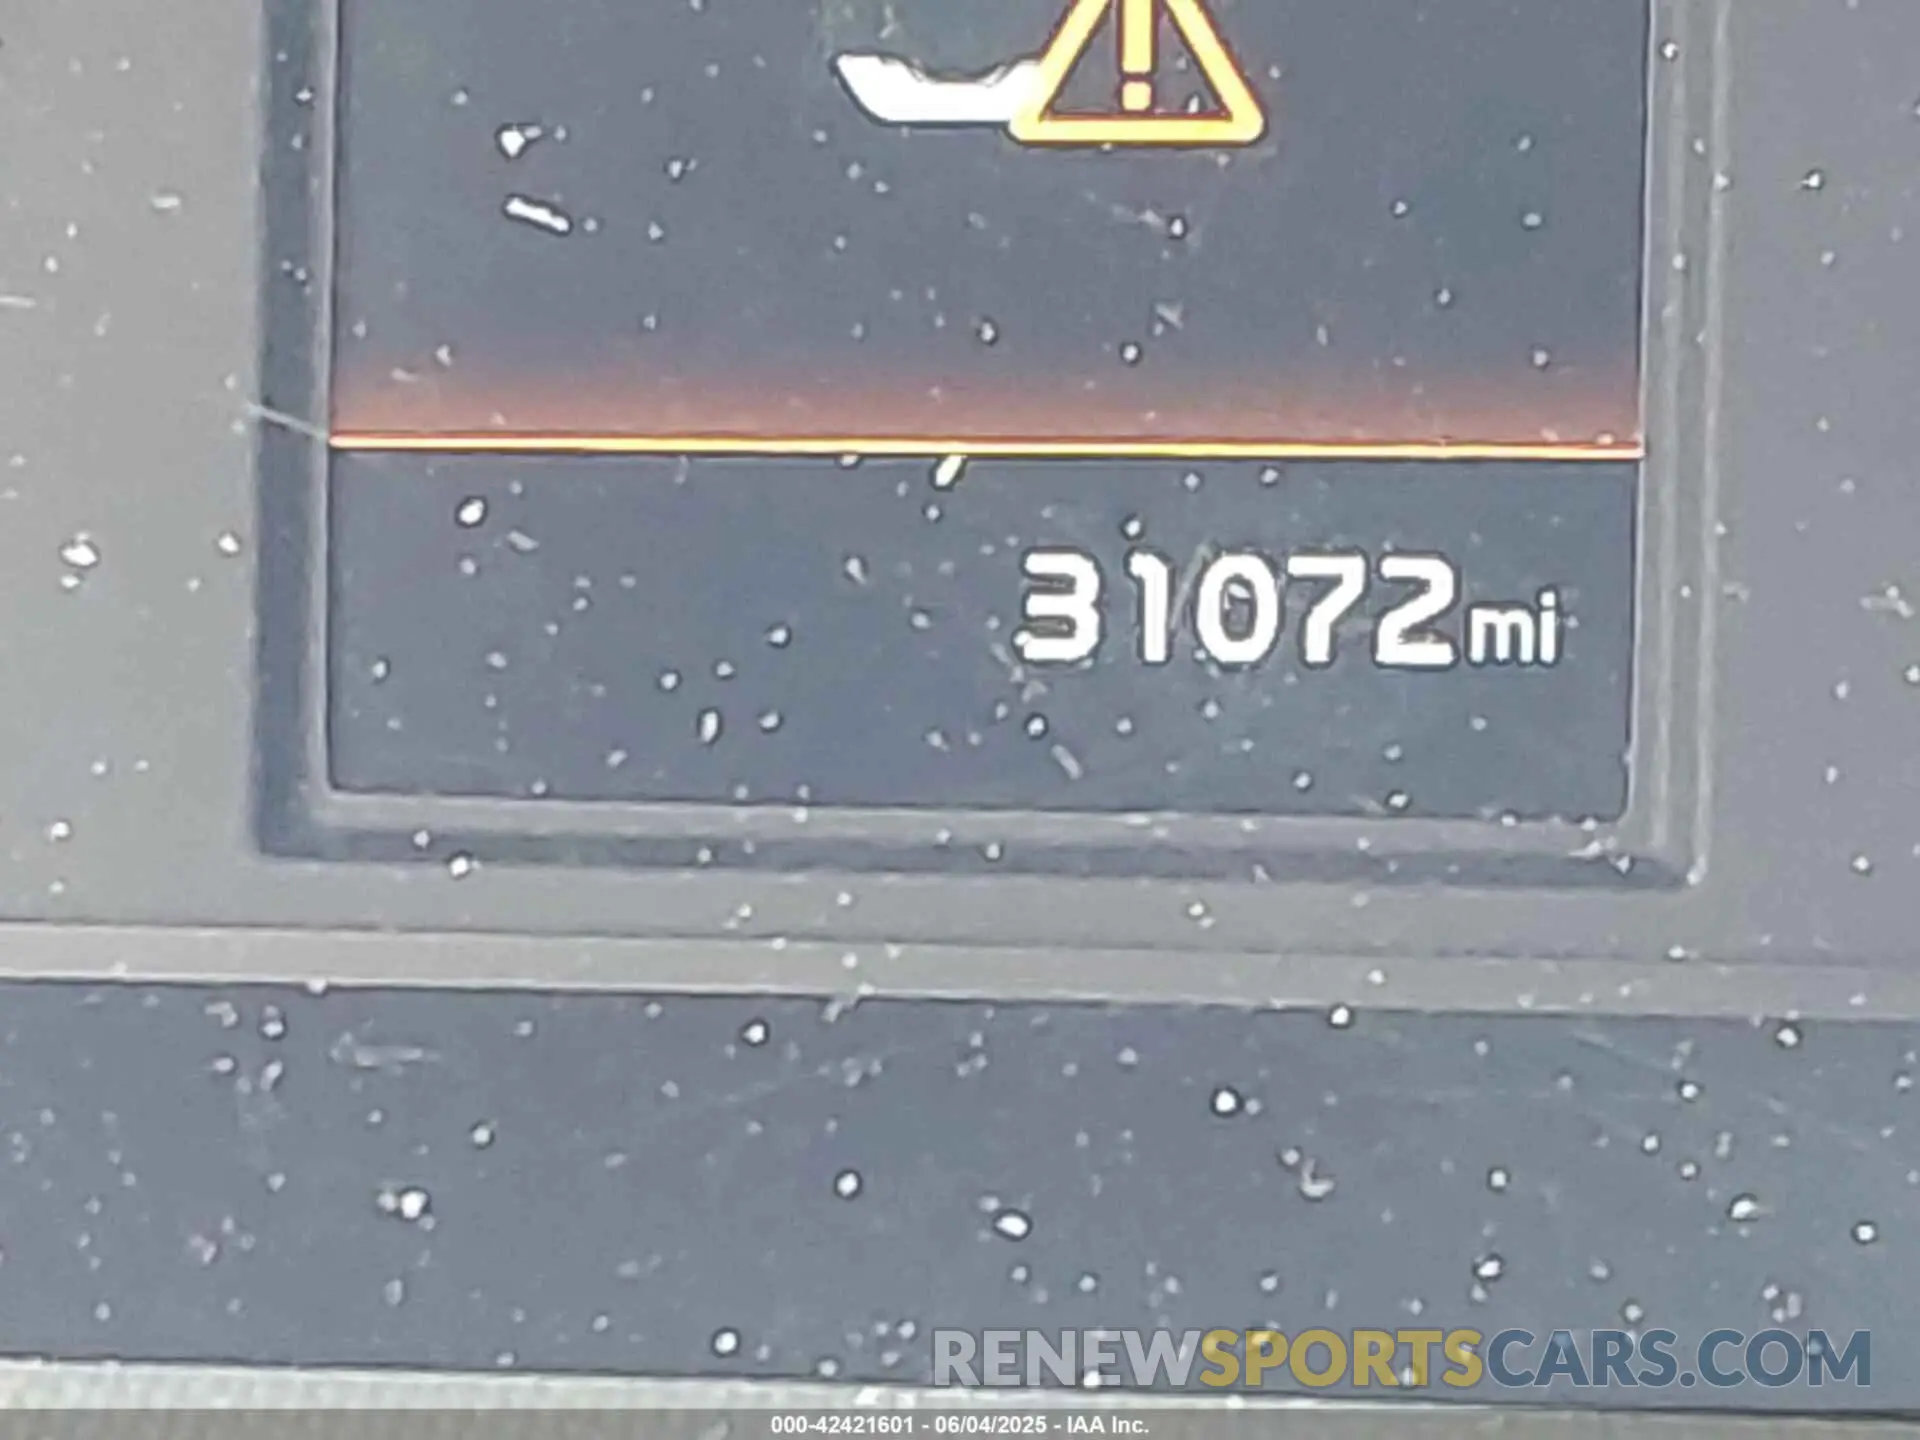 31072mi
RENEWSPORTSCARS.COM
000-42421601 - 06/04/2025 - IAA Inc.